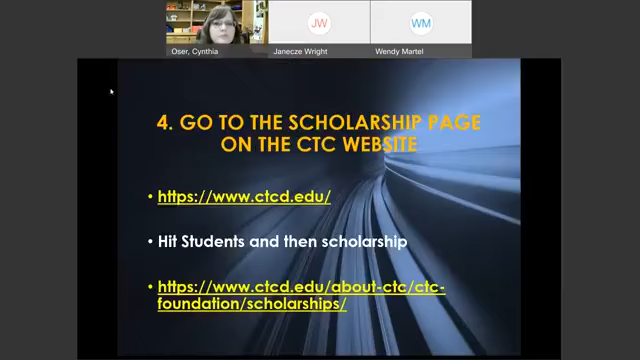 JW
WM
Oser, Cynthia
Janecze Wright
Wendy Martel
4. GO TO THE SCHOLARSHIP PAGE
ON THE CTC WEBSITE
• https://www.ctcd.edu/
• Hit Students and then scholarship
• https://www.ctcd.edu/about-ctc/ctc-
foundation/scholarships/